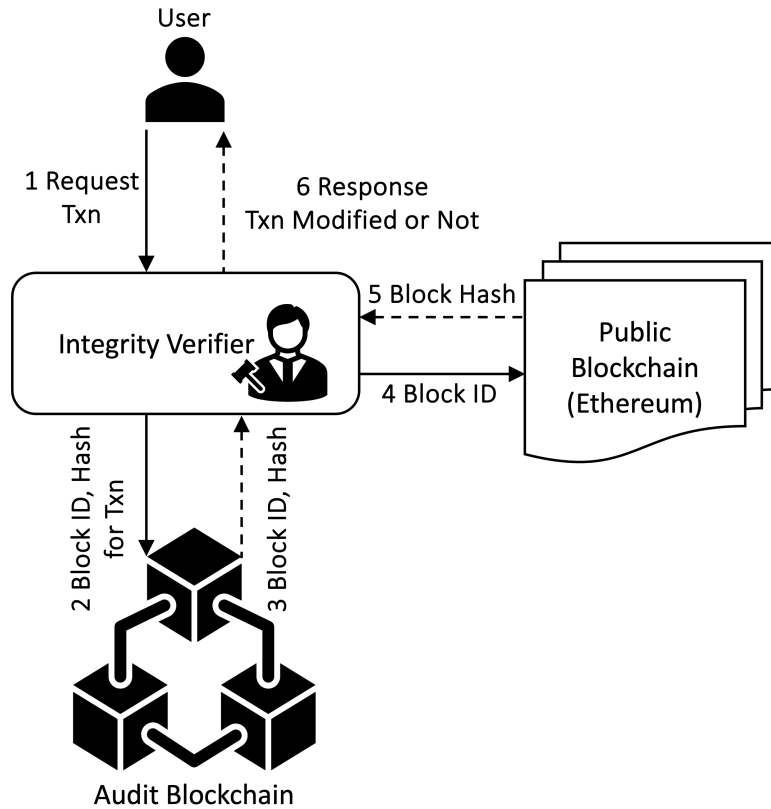 User
1 Request
Txn
6 Response
Txn Modified or Not
5 Block Hash
Integrity Verifier
Public
Blockchain
(Ethereum)
4 Block ID
2 Block ID, Hash
for Txn
3 Block ID, Hash
Audit Blockchain